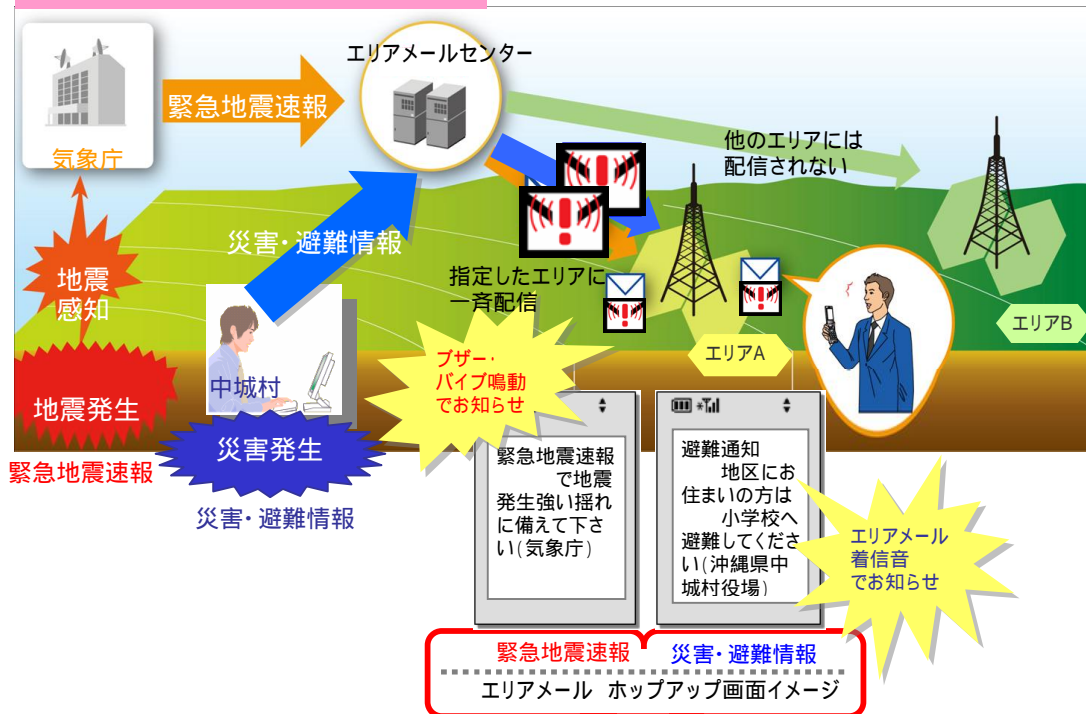 エリアメールセンター
緊急地震速報
気象庁
他のエリアには
配信されない
災害・避難情報
地震
感知
指定したエリアに
一斉配信
エリアB
エリアA
ブザー・
バイブ鳴動
でお知らせ
中城村
地震発生
災害発生
緊急地震速報
災害・避難情報
緊急地震速報
で地震
発生強い揺れ
に備えて下さ
い(気象庁)
避難通知
地区にお
住まいの方は
小学校へ
避難してくださ
い(沖縄県中
城村役場)
エリアメール
着信音
でお知らせ
緊急地震速報 災害・避難情報
エリアメール ホップアップ画面イメージ